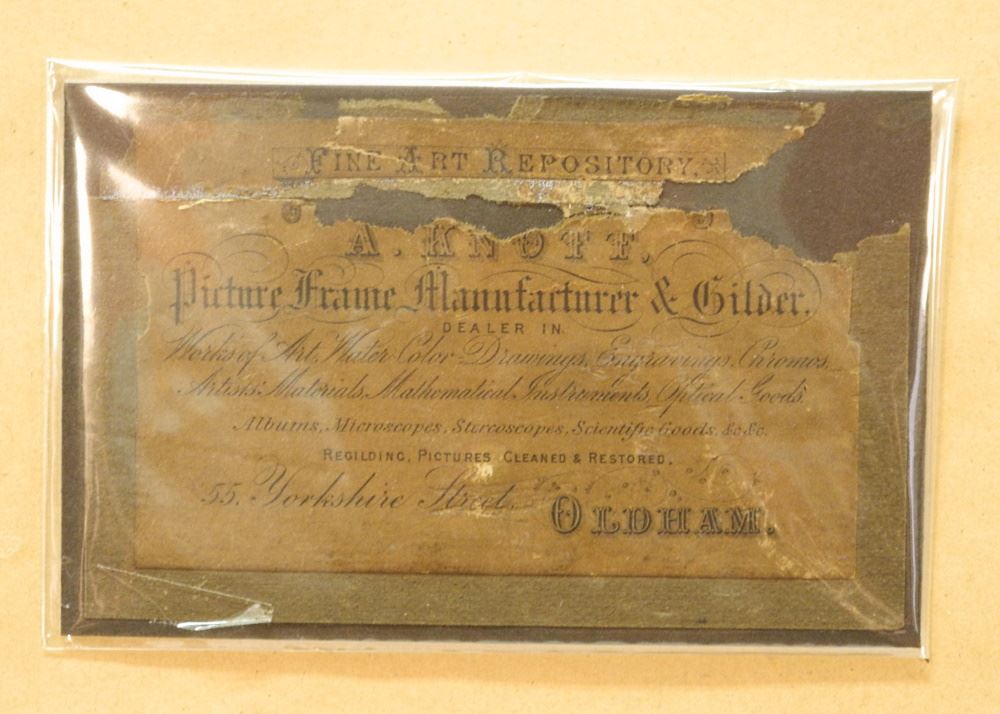 FINE ART REPOSITORY.
A. KNOTT,
Picture Frame Manufacturer & Gilder,
DEALER IN
Works of Art, Water Color Drawings, Engravings, Chromos,
Artists' Materials, Mathematical Instruments, Optical Goods,
Albums, Microscopes, Stereoscopes, Scientific Goods, &c. &c.
REGILDING, PICTURES CLEANED & RESTORED.
55. Yorkshire Street, OLDHAM.